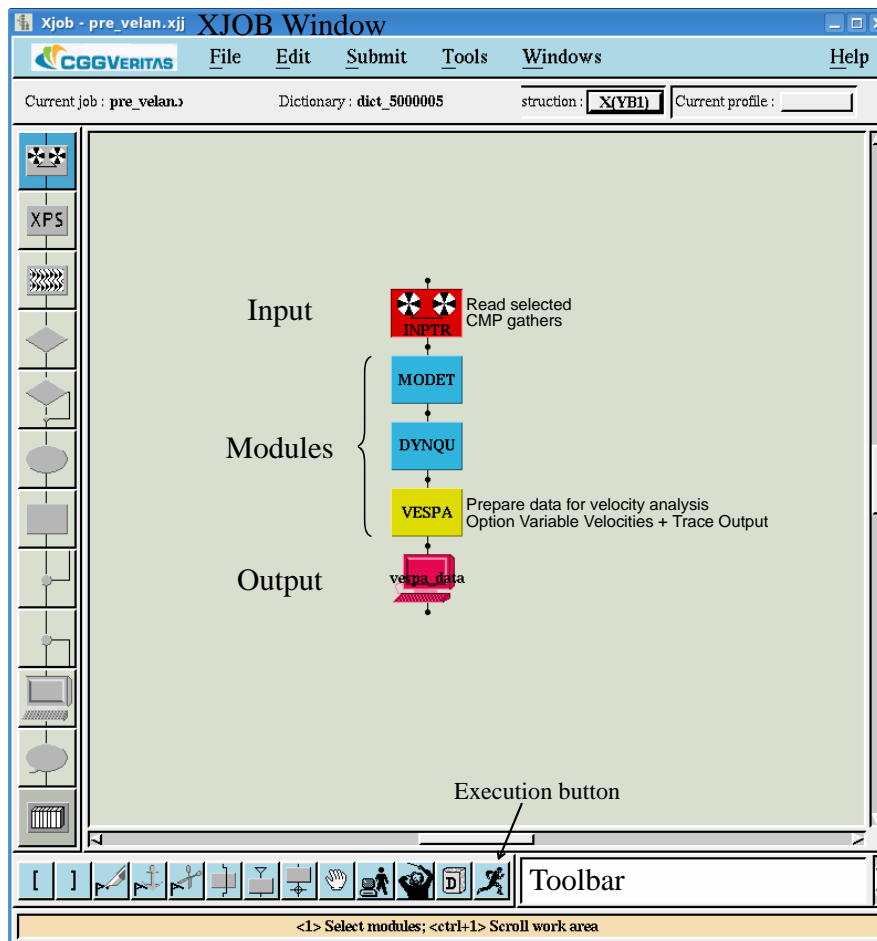 Xjob - pre_velan.xjj XJOB Window
CGGVERITAS File Edit Submit Tools Windows Help
Current job : pre_velan.x Dictionary : dict_5000005 struction : X(YB1) Current profile :
XPS
Input
INPTR
Read selected
CMP gathers
MODET
Modules
DYNQU
VESPA
Prepare data for velocity analysis
Option Variable Velocities + Trace Output
Output
vespa_data
Execution button
[ ] D Toolbar
<1> Select modules; <ctrl+1> Scroll work area